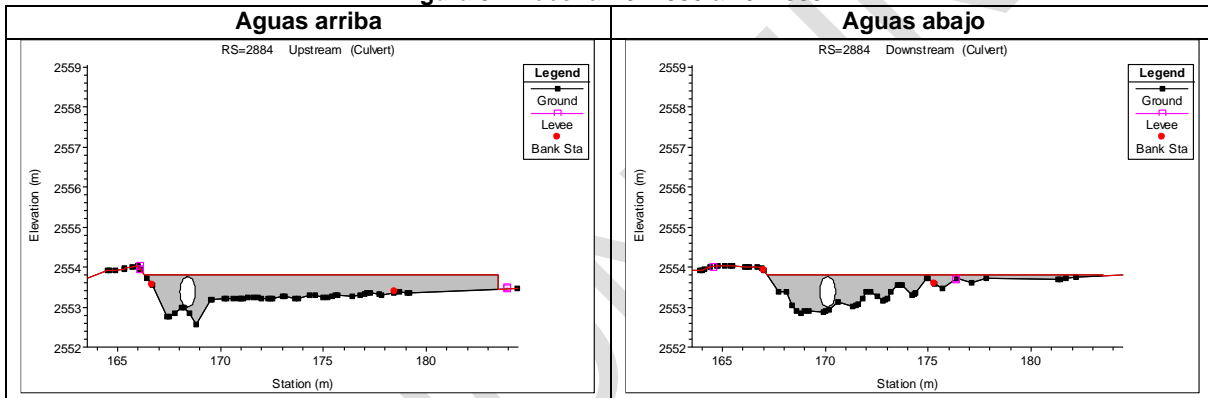 Aguas arriba
Aguas abajo
RS=2884 Upstream (Culvert)
2559
2558
2557
2556
2555
2554
2553
2552
165
170
175
180
Elevation (m)
Station (m)
Legend
Ground
Levee
Bank Sta
RS=2884 Downstream (Culvert)
2559
2558
2557
2556
2555
2554
2553
2552
165
170
175
180
Elevation (m)
Station (m)
Legend
Ground
Levee
Bank Sta